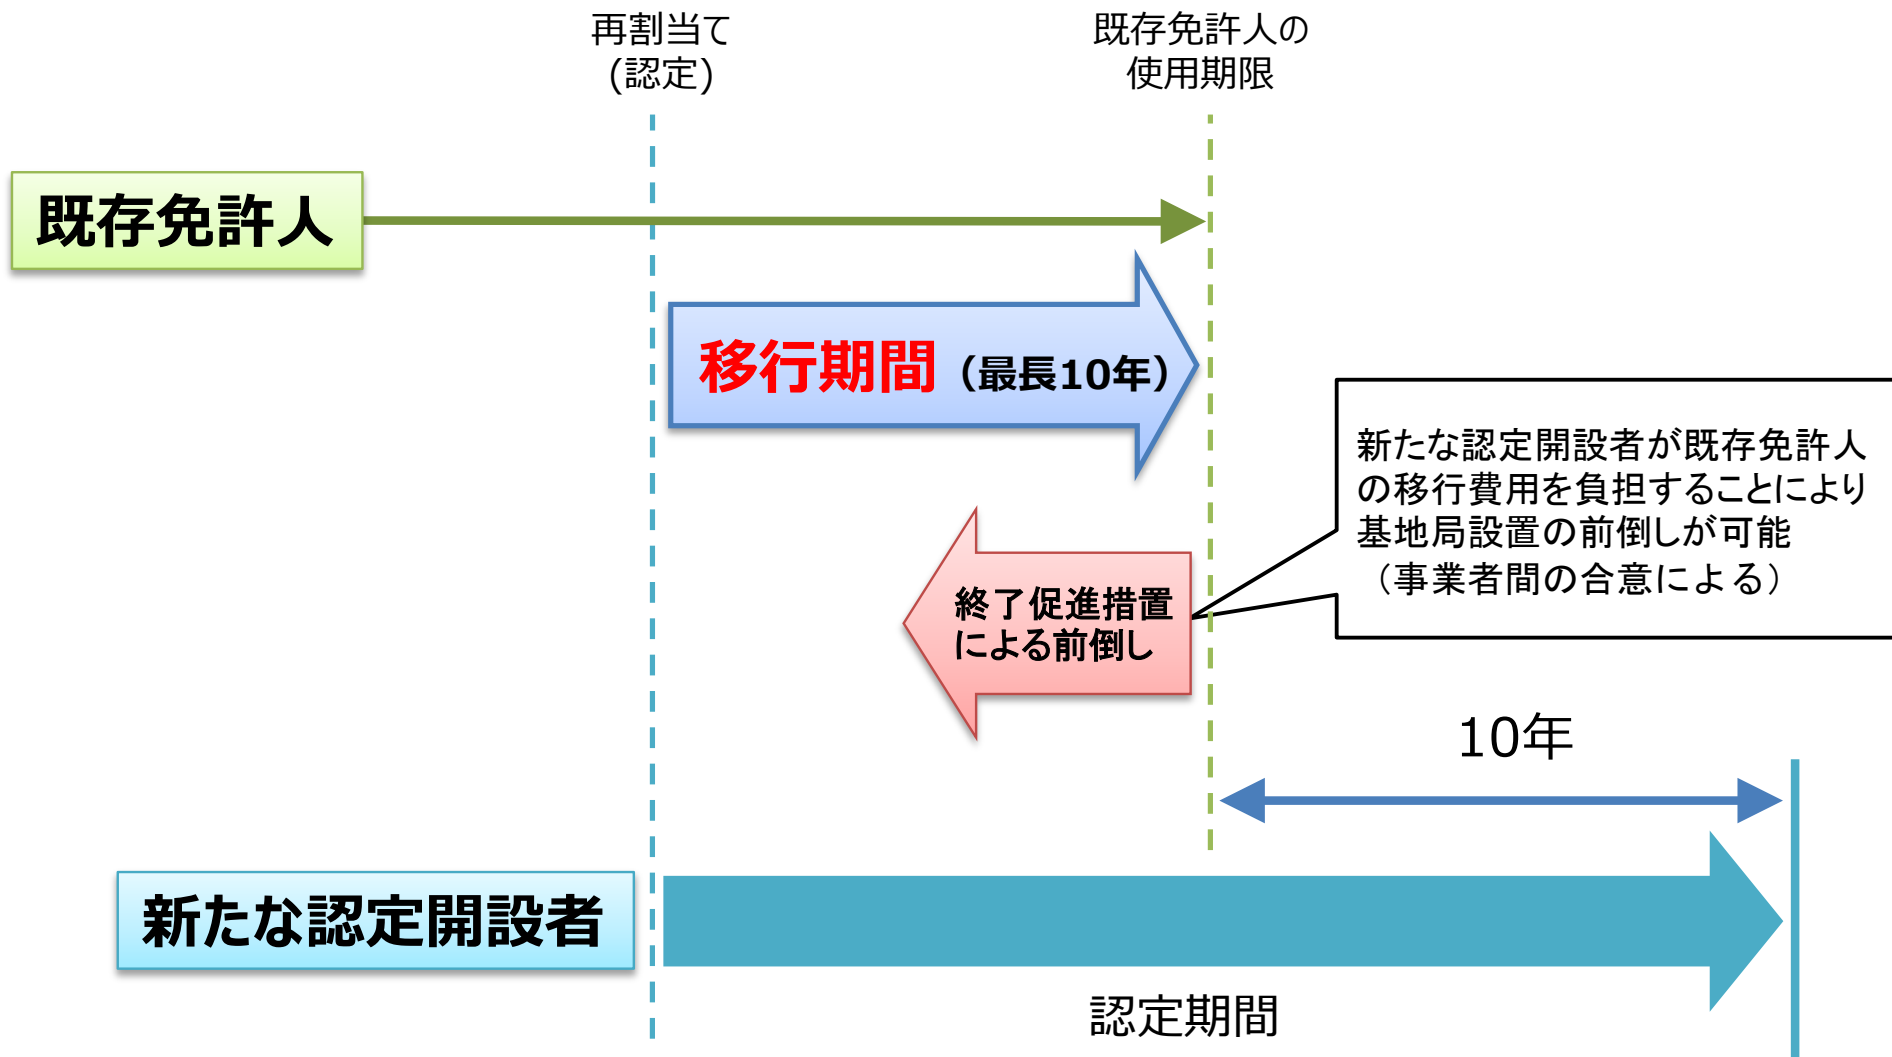 再割当て
(認定)
既存免許人の
使用期限
既存免許人
移行期間（最長10年）
新たな認定開設者が既存免許人
の移行費用を負担することにより
基地局設置の前倒しが可能
（事業者間の合意による）
終了促進措置
による前倒し
10年
新たな認定開設者
認定期間